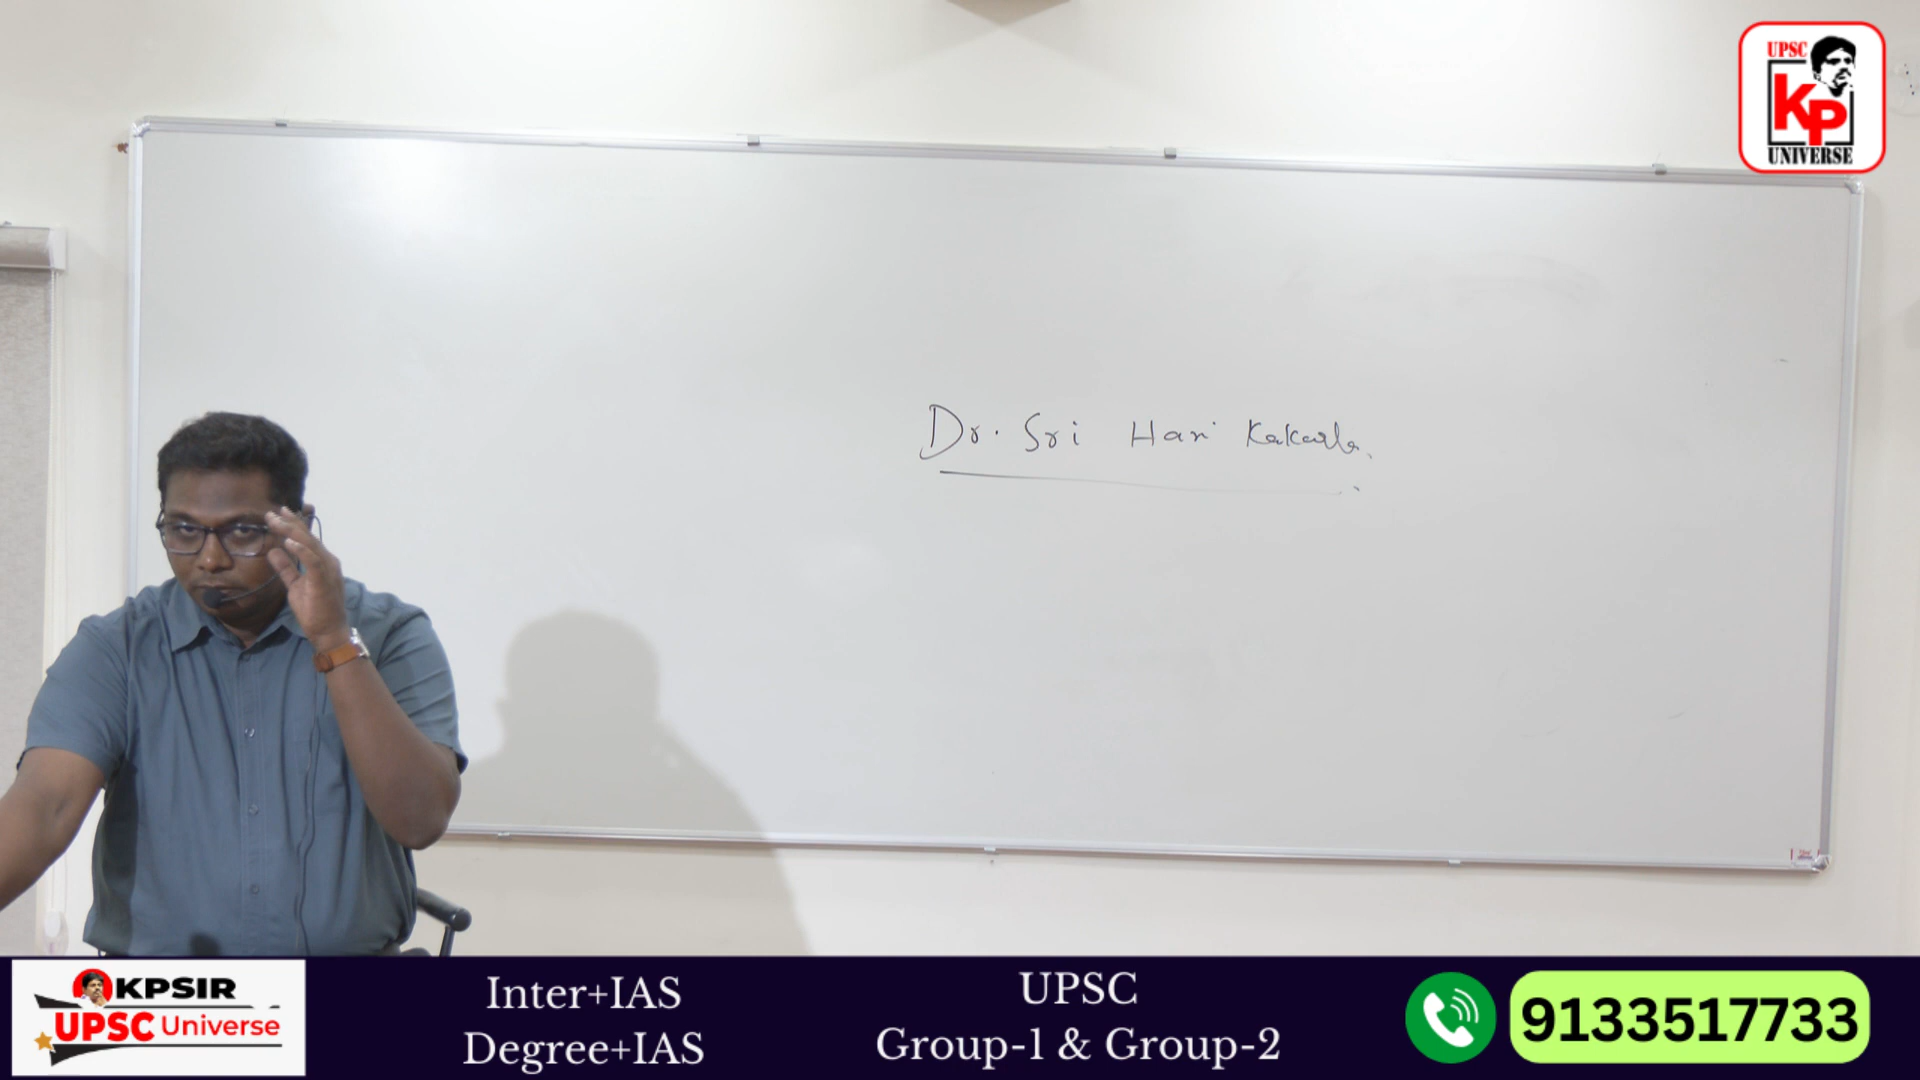 UPSC
KP
UNIVERSE
Dr. Sri Hari Kakarla.
KPSIR
UPSC Universe
Inter+IAS
Degree+IAS
UPSC
Group-1 & Group-2
9133517733